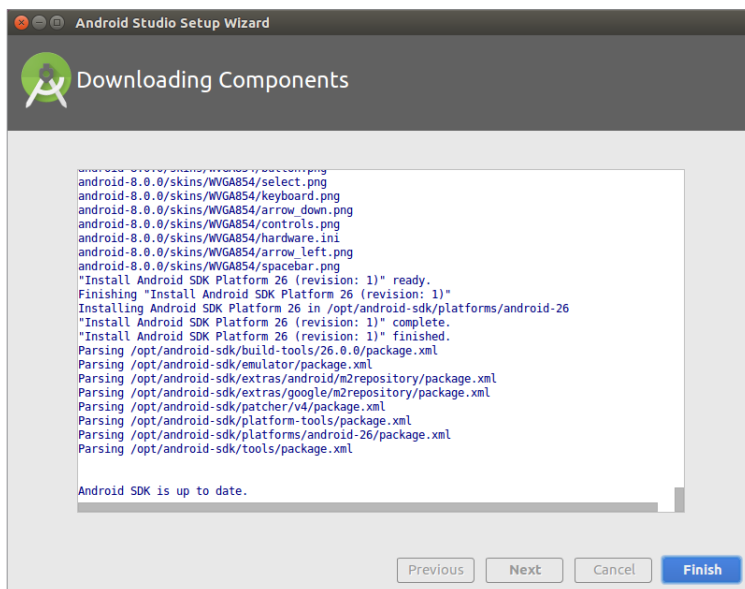 Android Studio Setup Wizard
Downloading Components
android-8.0.0/skins/WVGA854/button.png
android-8.0.0/skins/WVGA854/select.png
android-8.0.0/skins/WVGA854/keyboard.png
android-8.0.0/skins/WVGA854/arrow_down.png
android-8.0.0/skins/WVGA854/controls.png
android-8.0.0/skins/WVGA854/hardware.ini
android-8.0.0/skins/WVGA854/arrow_left.png
android-8.0.0/skins/WVGA854/spacebar.png
"Install Android SDK Platform 26 (revision: 1)" ready.
Finishing "Install Android SDK Platform 26 (revision: 1)"
Installing Android SDK Platform 26 in /opt/android-sdk/platforms/android-26
"Install Android SDK Platform 26 (revision: 1)" complete.
"Install Android SDK Platform 26 (revision: 1)" finished.
Parsing /opt/android-sdk/build-tools/26.0.0/package.xml
Parsing /opt/android-sdk/emulator/package.xml
Parsing /opt/android-sdk/extras/android/m2repository/package.xml
Parsing /opt/android-sdk/extras/google/m2repository/package.xml
Parsing /opt/android-sdk/patcher/v4/package.xml
Parsing /opt/android-sdk/platform-tools/package.xml
Parsing /opt/android-sdk/platforms/android-26/package.xml
Parsing /opt/android-sdk/tools/package.xml
Android SDK is up to date.
Previous Next Cancel Finish